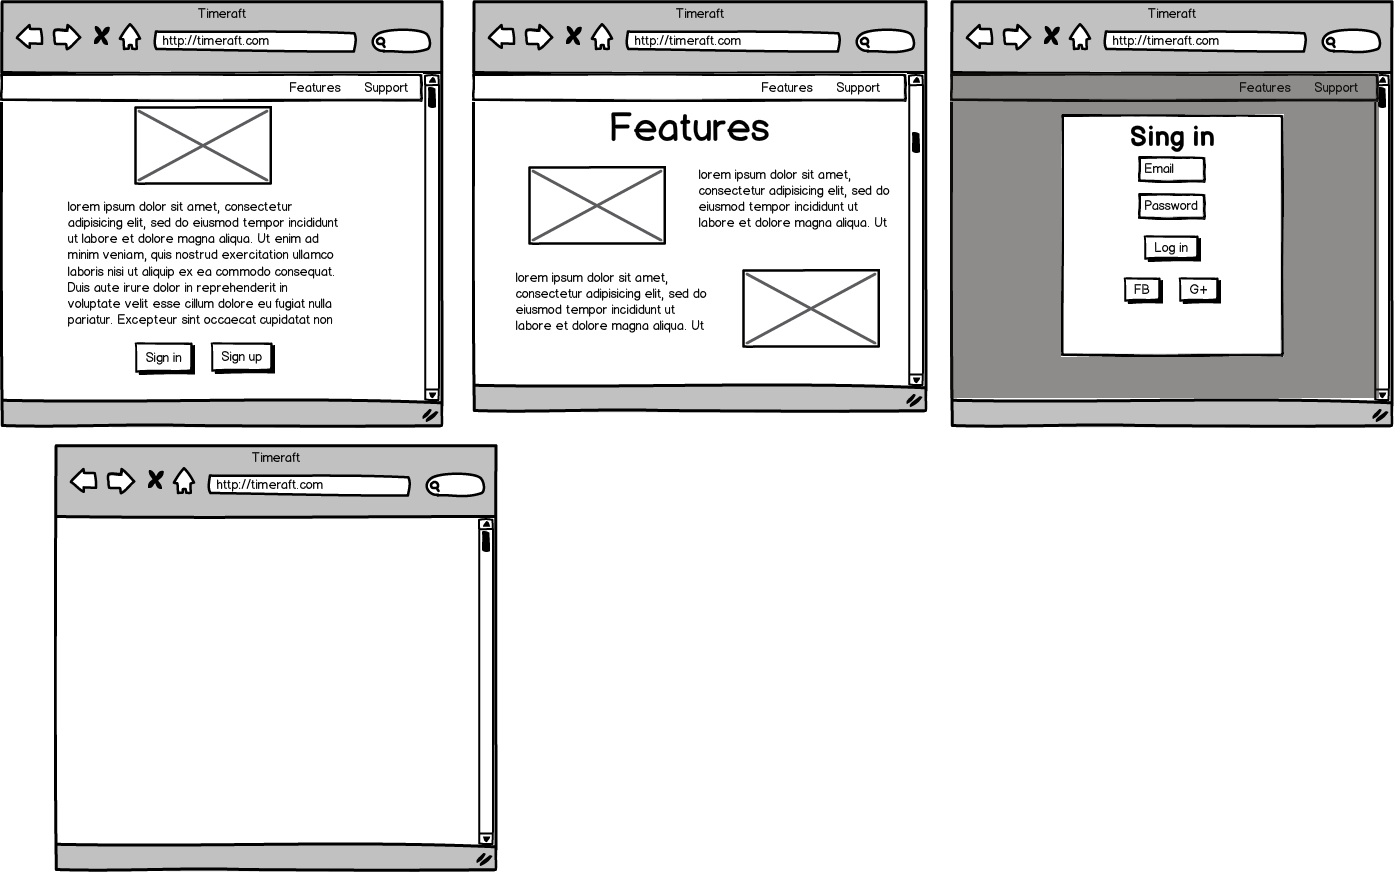 Timeraft
http://timeraft.com
Features Support
lorem ipsum dolor sit amet, consectetur
adipisicing elit, sed do eiusmod tempor incididunt
ut labore et dolore magna aliqua. Ut enim ad
minim veniam, quis nostrud exercitation ullamco
laboris nisi ut aliquip ex ea commodo consequat.
Duis aute irure dolor in reprehenderit in
voluptate velit esse cillum dolore eu fugiat nulla
pariatur. Excepteur sint occaecat cupidatat non
Sign in Sign up
Timeraft
http://timeraft.com
Features Support
Features
lorem ipsum dolor sit amet,
consectetur adipisicing elit, sed do
eiusmod tempor incididunt ut
labore et dolore magna aliqua. Ut
lorem ipsum dolor sit amet,
consectetur adipisicing elit, sed do
eiusmod tempor incididunt ut
labore et dolore magna aliqua. Ut
Timeraft
http://timeraft.com
Features Support
Sing in
Email
Password
Log in
FB G+
Timeraft
http://timeraft.com